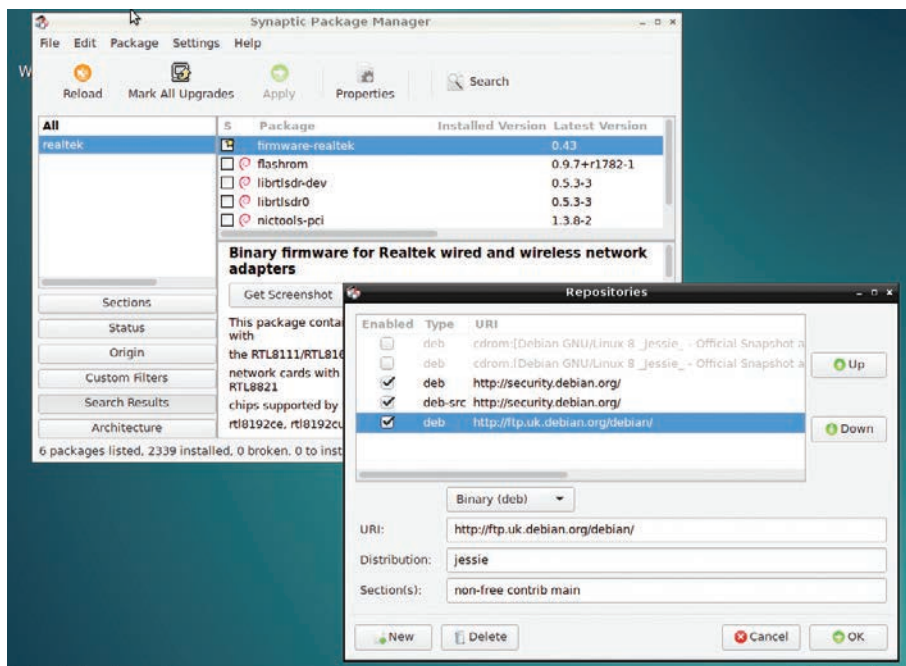 Synaptic Package Manager
File Edit Package Settings Help
W
Reload Mark All Upgrades Apply Properties Search
All
realtek
S Package Installed Version Latest Version
firmware-realtek 0.43
flashrom 0.9.7+r1782-1
librtlsdr-dev 0.5.3-3
librtlsdr0 0.5.3-3
nictools-pci 1.3.8-2
Binary firmware for Realtek wired and wireless network
adapters
Get Screenshot
This package conta
with
the RTL8111/RTL816
network cards with
RTL8821
chips supported by
rtl8192ce, rtl8192cu
Sections
Status
Origin
Custom Filters
Search Results
Architecture
6 packages listed, 2339 installed, 0 broken. 0 to inst
Repositories
Enabled Type URI
deb cdrom:[Debian GNU/Linux 8 _Jessie_ - Official Snapshot a
deb cdrom:[Debian GNU/Linux 8 _Jessie_ - Official Snapshot a
deb http://security.debian.org/
deb-src http://security.debian.org/
deb http://ftp.uk.debian.org/debian/
Up
Down
Binary (deb)
URI: http://ftp.uk.debian.org/debian/
Distribution: jessie
Section(s): non-free contrib main
New Delete Cancel OK